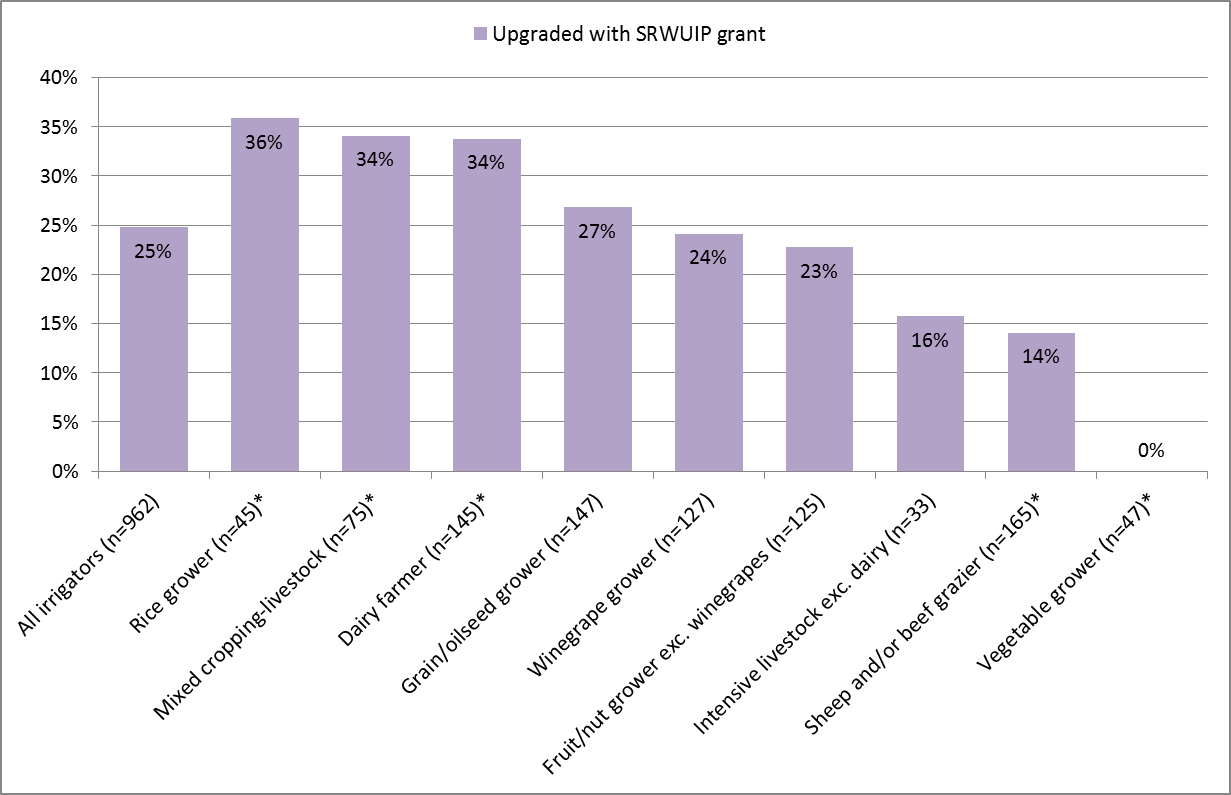 Upgraded with SRWUIP grant
40%
35%
30%
25%
20%
15%
10%
5%
0%
25%
36%
34%
34%
27%
24%
23%
16%
14%
0%
All irrigators (n=962)
Rice grower (n=45)*
Mixed cropping-livestock (n=75)*
Dairy farmer (n=145)*
Grain/oilseed grower (n=147)
Winegrape grower (n=127)
Fruit/nut grower exc. winegrapes (n=125)
Intensive livestock exc. dairy (n=33)
Sheep and/or beef grazier (n=165)*
Vegetable grower (n=47)*